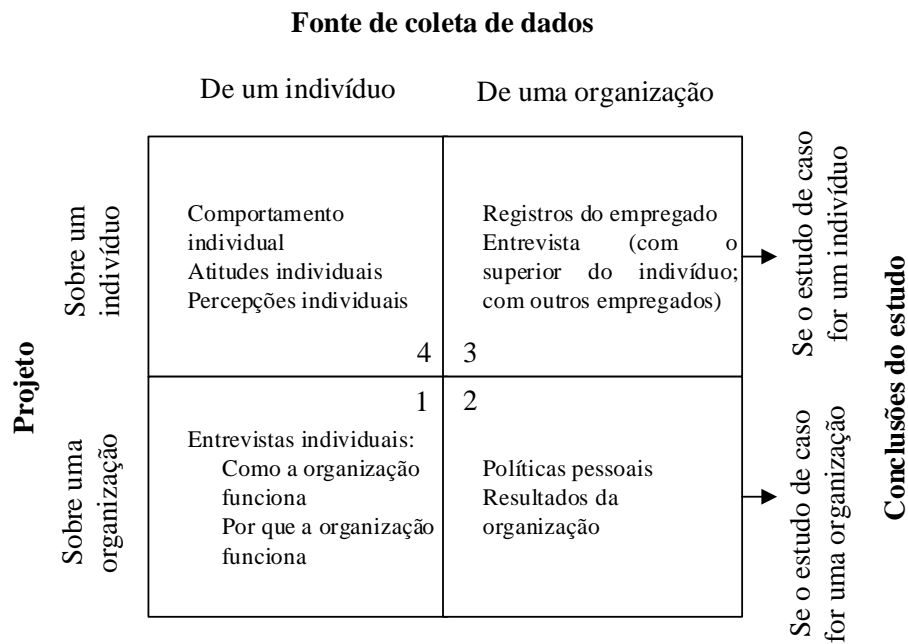 Fonte de coleta de dados
De um indivíduo
De uma organização
Projeto
Sobre um
indivíduo
Comportamento
individual
Atitudes individuais
Percepções individuais
4
Registros do empregado
Entrevista (com o
superior do indivíduo;
com outros empregados)
3
Se o estudo de caso
for um indivíduo
Conclusões do estudo
Sobre uma
organização
1
Entrevistas individuais:
Como a organização
funciona
Por que a organização
funciona
2
Políticas pessoais
Resultados da
organização
Se o estudo de caso
for uma organização